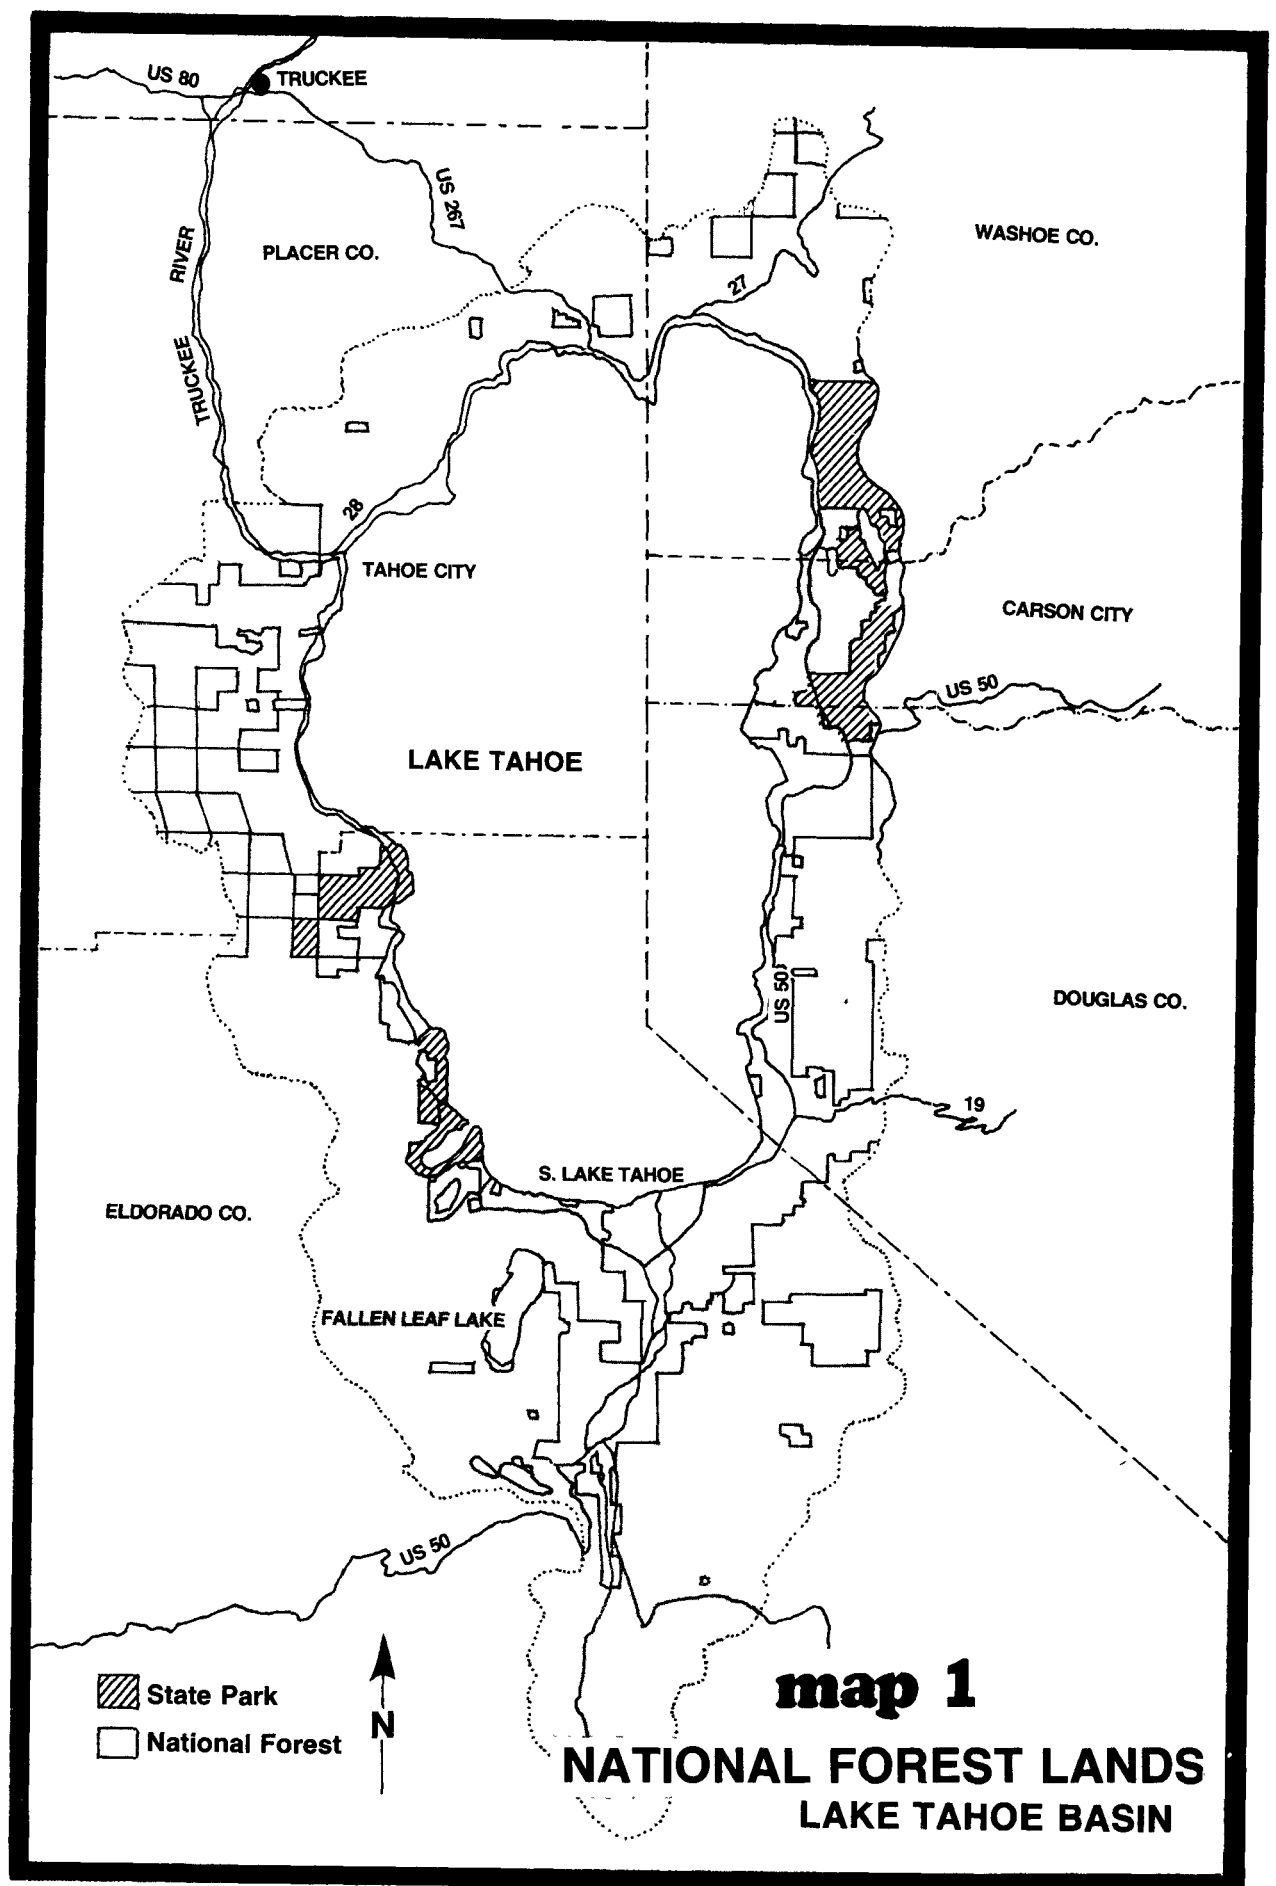 US 80
TRUCKEE
US 267
WASHOE CO.
PLACER CO.
RIVER
27
TRUCKEE
28
TAHOE CITY
CARSON CITY
US 50
LAKE TAHOE
US 50
DOUGLAS CO.
19
S. LAKE TAHOE
ELDORADO CO.
FALLEN LEAF LAKE
US 50
State Park
National Forest
N
map 1
NATIONAL FOREST LANDS
LAKE TAHOE BASIN